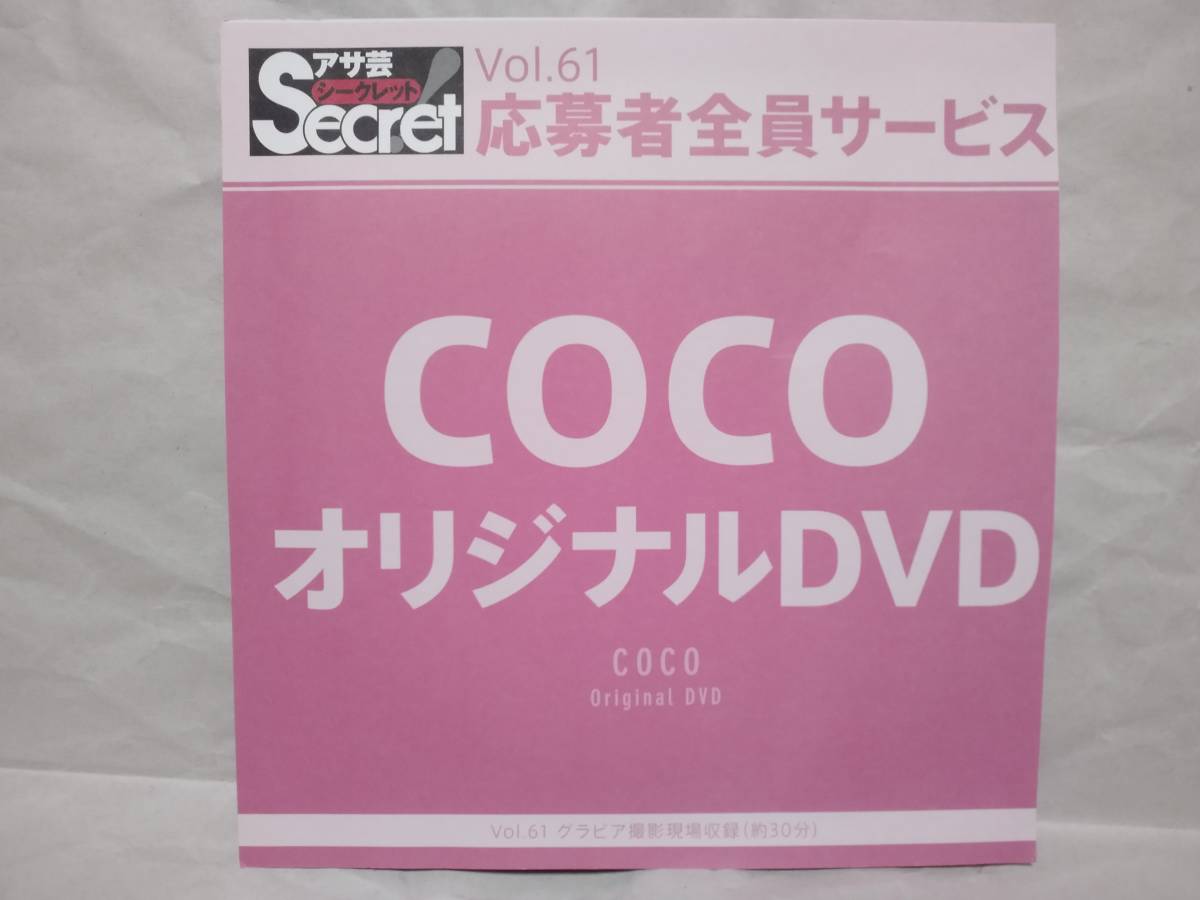 アサ芸
シークレット!
Secret
Vol.61
応募者全員サービス
COCO
オリジナルDVD
COCO
Original DVD
Vol.61 グラビア撮影現場収録(約30分)